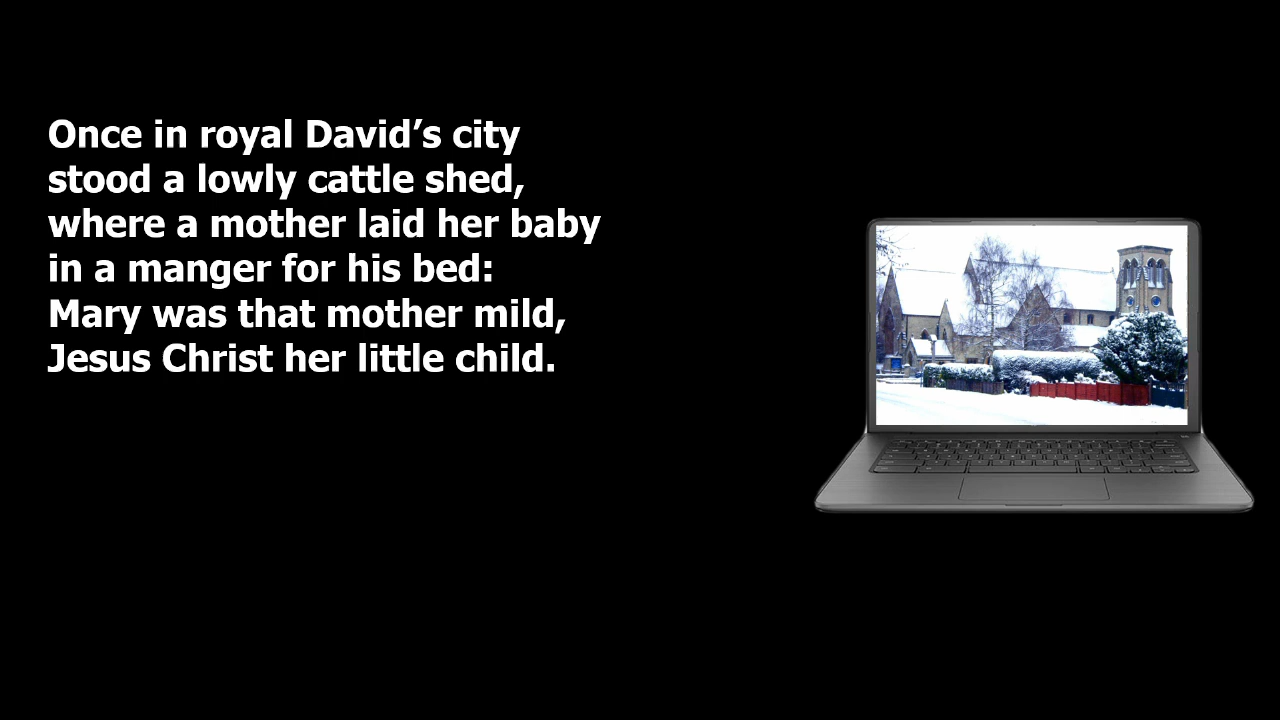 Once in royal David’s city
stood a lowly cattle shed,
where a mother laid her baby
in a manger for his bed:
Mary was that mother mild,
Jesus Christ her little child.